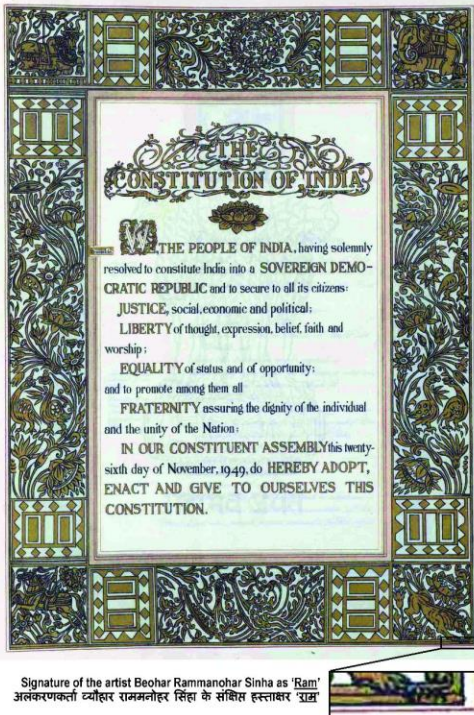 THE
CONSTITUTION OF INDIA
WE, THE PEOPLE OF INDIA, having solemnly
resolved to constitute India into a SOVEREIGN DEMO-
CRATIC REPUBLIC and to secure to all its citizens:
JUSTICE, social, economic and political;
LIBERTY of thought, expression, belief, faith and
worship;
EQUALITY of status and of opportunity;
and to promote among them all
FRATERNITY assuring the dignity of the individual
and the unity of the Nation;
IN OUR CONSTITUENT ASSEMBLY this twenty-
sixth day of November, 1949, do HEREBY ADOPT,
ENACT AND GIVE TO OURSELVES THIS
CONSTITUTION.
Signature of the artist Beohar Rammanohar Sinha as 'Ram'
अलंकरणकर्ता ब्यौहार राममनोहर सिंहा के संक्षिप्त हस्ताक्षर 'राम'